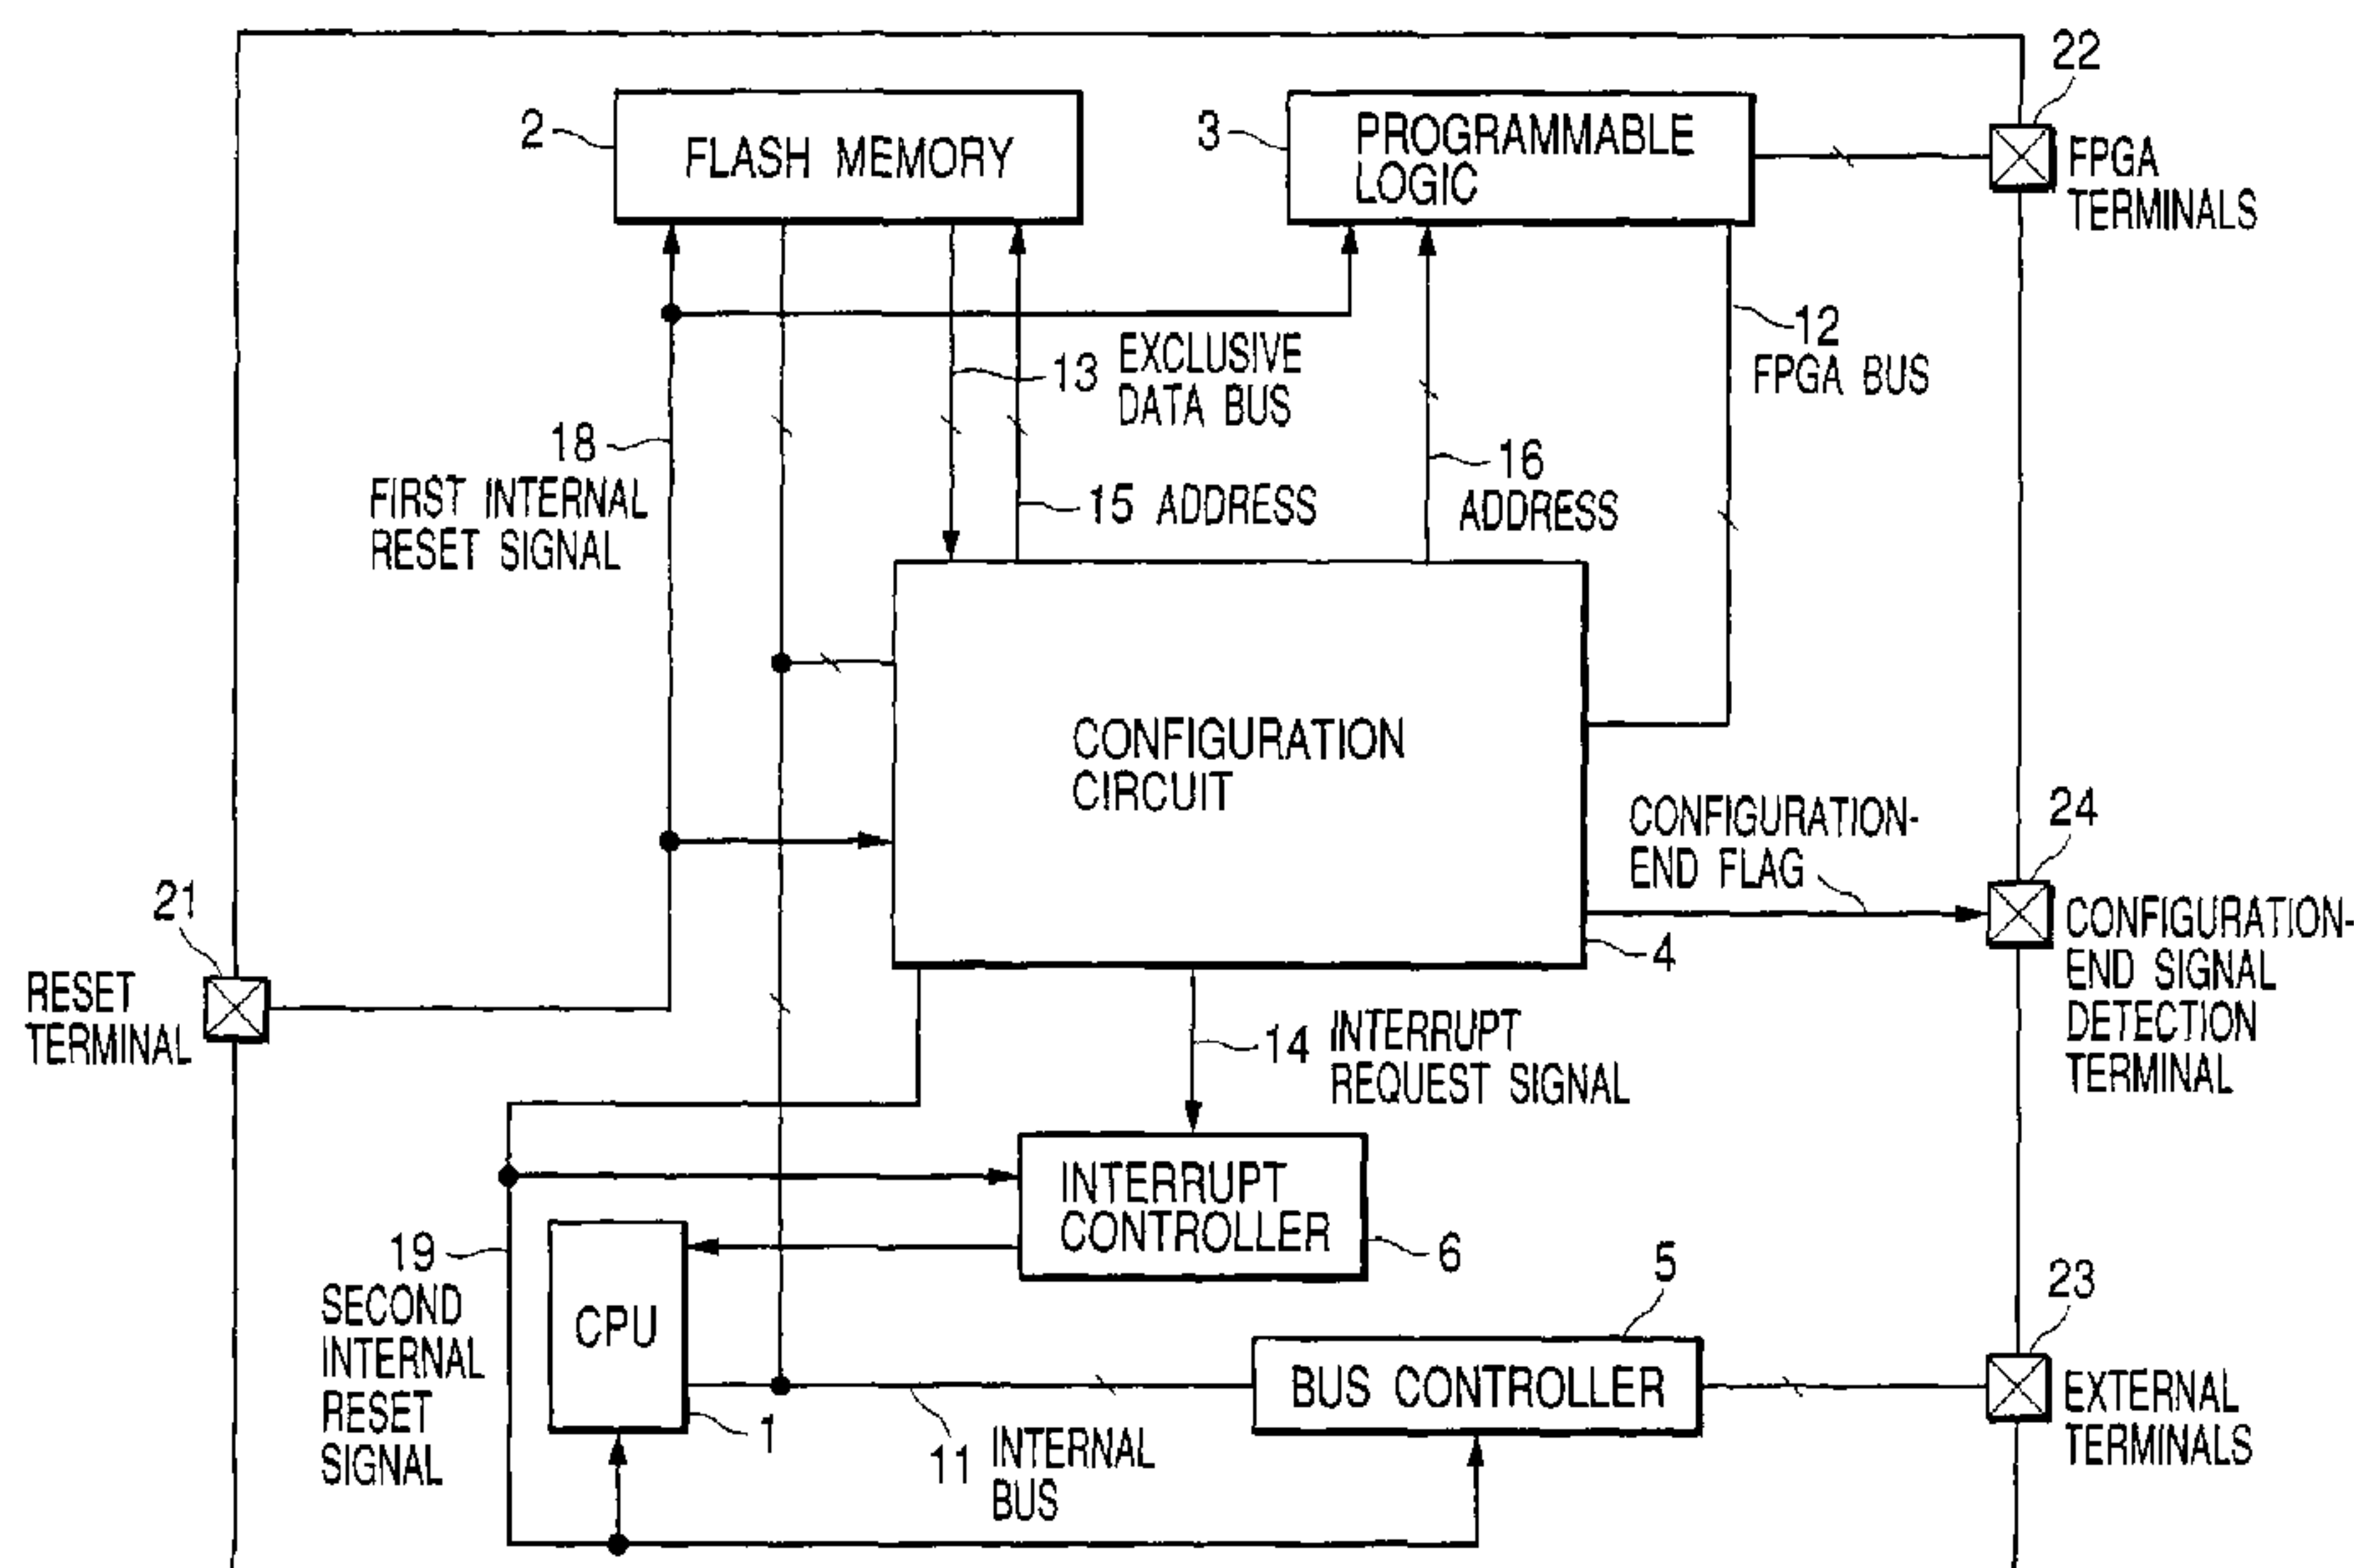 22
2
FLASH MEMORY
3
PROGRAMMABLE
LOGIC
FPGA
TERMINALS
13
EXCLUSIVE
DATA BUS
12
FPGA BUS
18
FIRST INTERNAL
RESET SIGNAL
15 ADDRESS
16
ADDRESS
CONFIGURATION
CIRCUIT
CONFIGURATION-
END FLAG
24
21
RESET
TERMINAL
4
CONFIGURATION-
END SIGNAL
DETECTION
TERMINAL
14
INTERRUPT
REQUEST SIGNAL
INTERRUPT
CONTROLLER
6
19
SECOND
INTERNAL
RESET
SIGNAL
CPU
1
5
BUS CONTROLLER
23
EXTERNAL
TERMINALS
11
INTERNAL
BUS